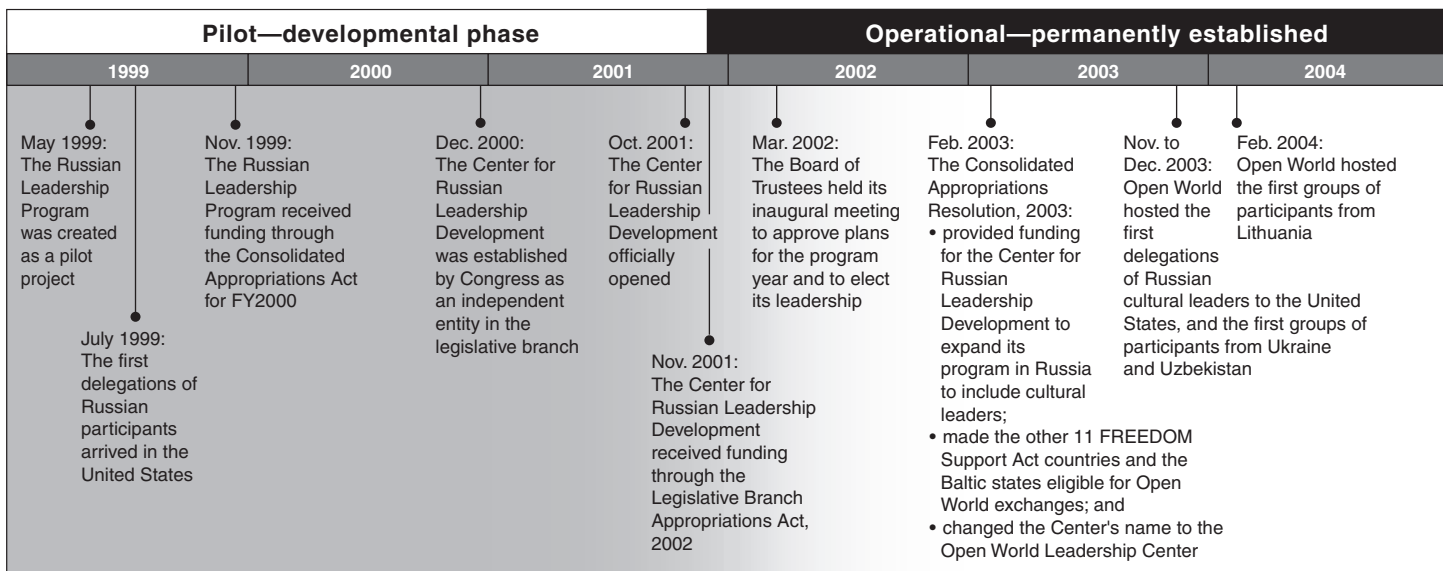 Pilot—developmental phase
Operational—permanently established
1999
2000
2001
2002
2003
2004
May 1999:
The Russian
Leadership
Program
was created
as a pilot
project
July 1999:
The first
delegations of
Russian
participants
arrived in the
United States
Nov. 1999:
The Russian
Leadership
Program received
funding through
the Consolidated
Appropriations Act
for FY2000
Dec. 2000:
The Center for
Russian
Leadership
Development
was established
by Congress as
an independent
entity in the
legislative branch
Oct. 2001:
The Center
for Russian
Leadership
Development
officially
opened
Nov. 2001:
The Center for
Russian Leadership
Development
received funding
through the
Legislative Branch
Appropriations Act,
2002
Mar. 2002:
The Board of
Trustees held its
inaugural meeting
to approve plans
for the program
year and to elect
its leadership
Feb. 2003:
The Consolidated
Appropriations
Resolution, 2003:
• provided funding
for the Center for
Russian
Leadership
Development to
expand its
program in Russia
to include cultural
leaders;
• made the other 11 FREEDOM
Support Act countries and the
Baltic states eligible for Open
World exchanges; and
• changed the Center's name to the
Open World Leadership Center
Nov. to
Dec. 2003:
Open World
hosted the
first
delegations
of Russian
cultural leaders to the United
States, and the first groups of
participants from Ukraine
and Uzbekistan
Feb. 2004:
Open World hosted
the first groups of
participants from
Lithuania